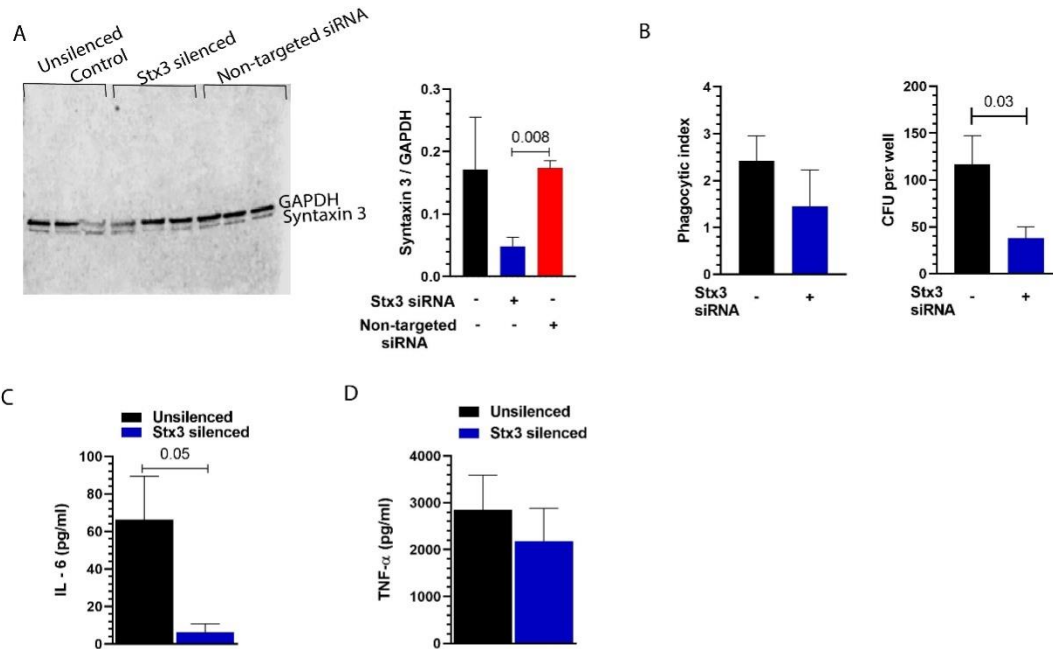 A
Unsilenced
Control
Stx3 silenced
Non-targeted siRNA
GAPDH
Syntaxin 3
Syntaxin 3 / GAPDH
0.3
0.2
0.1
0.0
0.008
Stx3 siRNA - + -
Non-targeted - - +
siRNA
B
Phagocytic index
4
3
2
1
0
Stx3 - +
siRNA
CFU per well
200
150
100
50
0
0.03
Stx3 - +
siRNA
C
Unsilenced
Stx3 silenced
IL - 6 (pg/ml)
100
80
60
40
20
0
0.05
D
Unsilenced
Stx3 silenced
TNF-α (pg/ml)
4000
3000
2000
1000
0